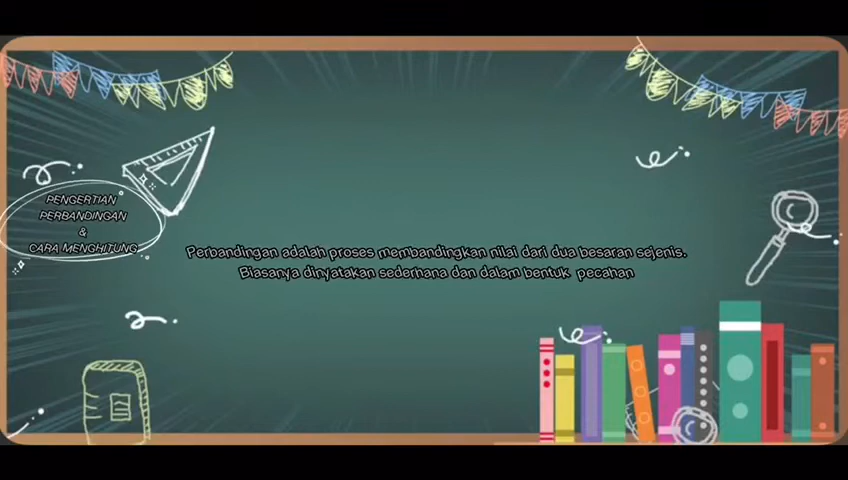 PENGERTIAN
PERBANDINGAN
&
CARA MENGHITUNG
Perbandingan adalah proses membandingkan nilai dari dua besaran sejenis.
Biasanya dinyatakan sederhana dan dalam bentuk pecahan